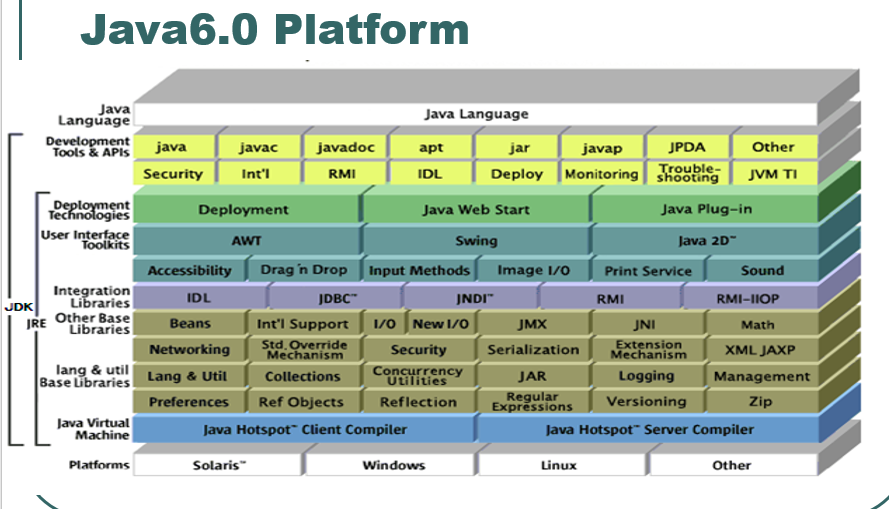 Java6.0 Platform
Java
Language
Java Language
Development
Tools & APIs
java javac javadoc apt jar javap JPDA Other
Security Int'l RMI IDL Deploy Monitoring Trouble-
shooting JVM TI
Deployment
Technologies
Deployment Java Web Start Java Plug-in
User Interface
Toolkits
AWT Swing Java 2D™
Accessibility Drag 'n Drop Input Methods Image I/O Print Service Sound
Integration
Libraries
IDL JDBC™ JNDI™ RMI RMI-IIOP
JDK
JRE
Other Base
Libraries
Beans Int'l Support I/O New I/O JMX JNI Math
Networking Std. Override
Mechanism Security Serialization Extension
Mechanism XML JAXP
lang & util
Base Libraries
Lang & Util Collections Concurrency
Utilities JAR Logging Management
Preferences Ref Objects Reflection Regular
Expressions Versioning Zip
Java Virtual
Machine
Java Hotspot™ Client Compiler Java Hotspot™ Server Compiler
Platforms
Solaris™ Windows Linux Other